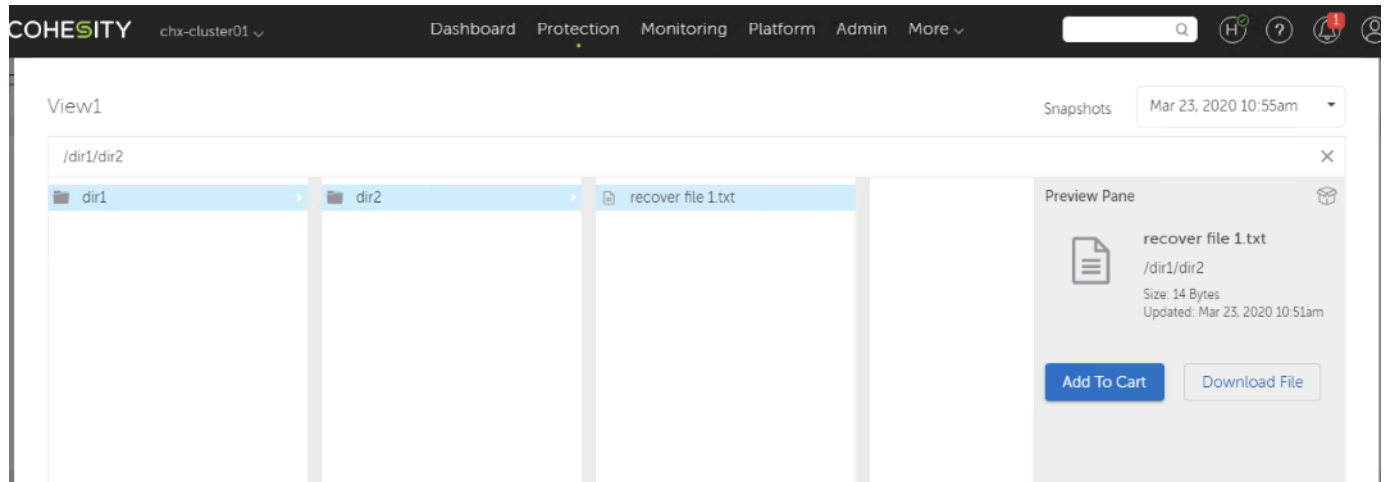 COHESITY chx-cluster01 Dashboard Protection Monitoring Platform Admin More H ? 1
View1
Snapshots Mar 23, 2020 10:55am
/dir1/dir2
dir1 dir2 recover file 1.txt
Preview Pane
recover file 1.txt
/dir1/dir2
Size: 14 Bytes
Updated: Mar 23, 2020 10:51am
Add To Cart Download File